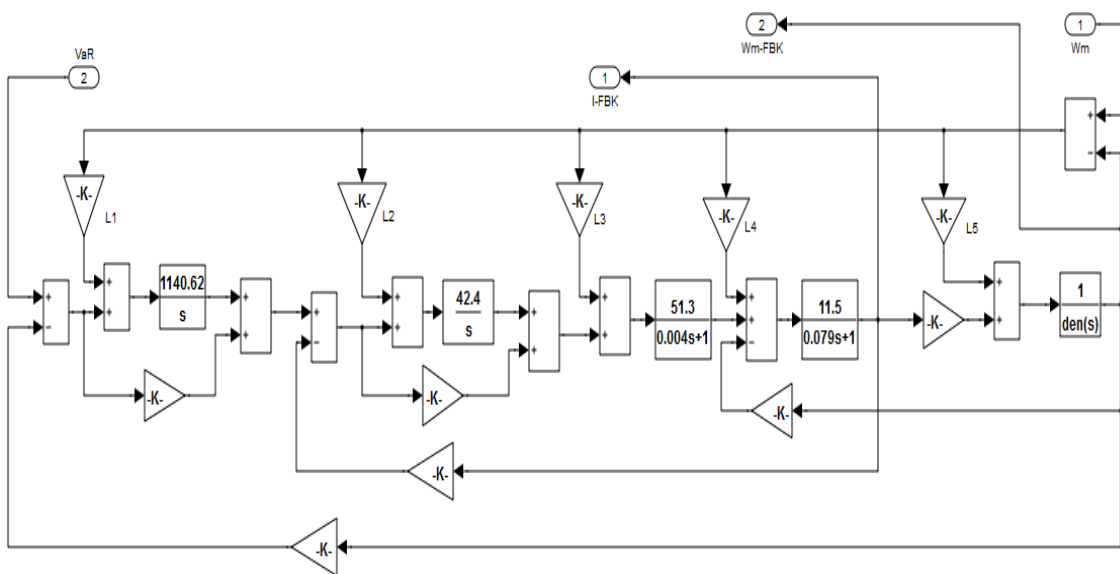 2
Wm-FBK
1
Wm
VaR
2
1
I-FBK
+
−
-K-
L1
-K-
L2
-K-
L3
-K-
L4
-K-
L5
+
−
+
+
1140.62
s
+
+
+
−
+
+
42.4
s
+
+
+
+
51.3
0.004s+1
+
+
−
11.5
0.079s+1
-K-
+
+
1
den(s)
-K-
-K-
-K-
-K-
-K-